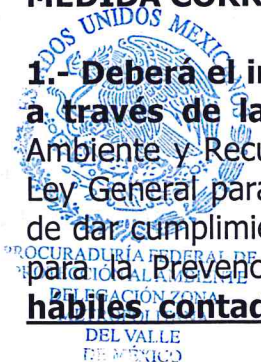 MEDIDA CORR
1.- Deberá el in
a través de la
Ambiente y Recu
Ley General para
de dar cumplimie
para la Prevenc
hábiles contad
UNIDOS MEX
PROCURADURÍA FEDERAL DE
DELEGACIÓN ZONA
DEL VALLE
DE MÉXICO